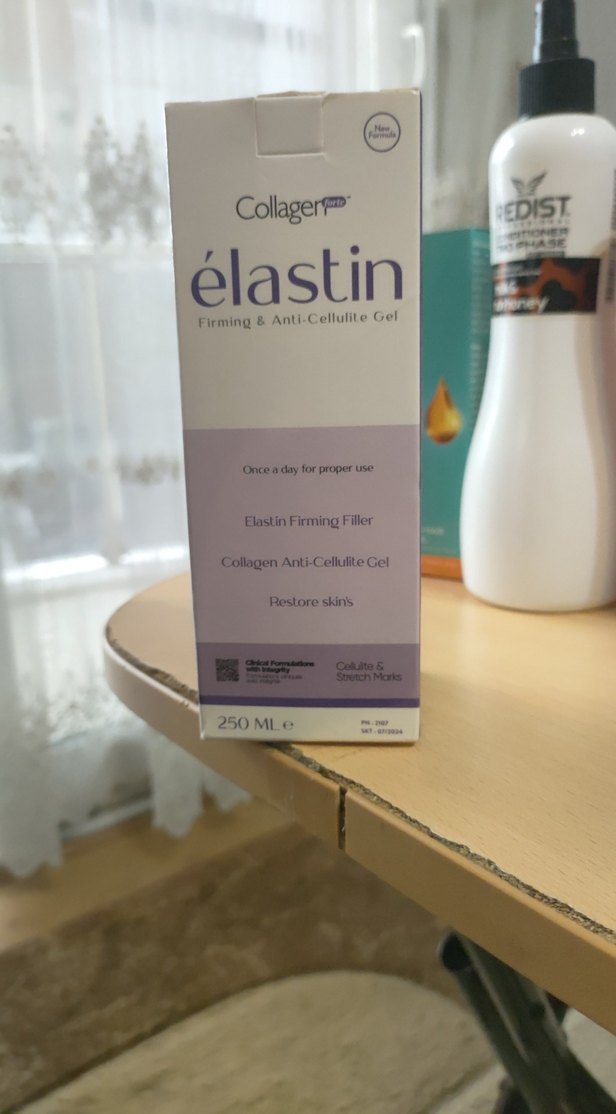 New
Formula
Collagen forte
élastin
Firming & Anti-Cellulite Gel
Once a day for proper use
Elastin Firming Filler
Collagen Anti-Cellulite Gel
Restore skin's
Clinical Formulations
with Integrity
Cellulite &
Stretch Marks
250 ML e
PN : 2107
SKT : 07/2024
REDIST
CONDITIONER
PHASE
honey